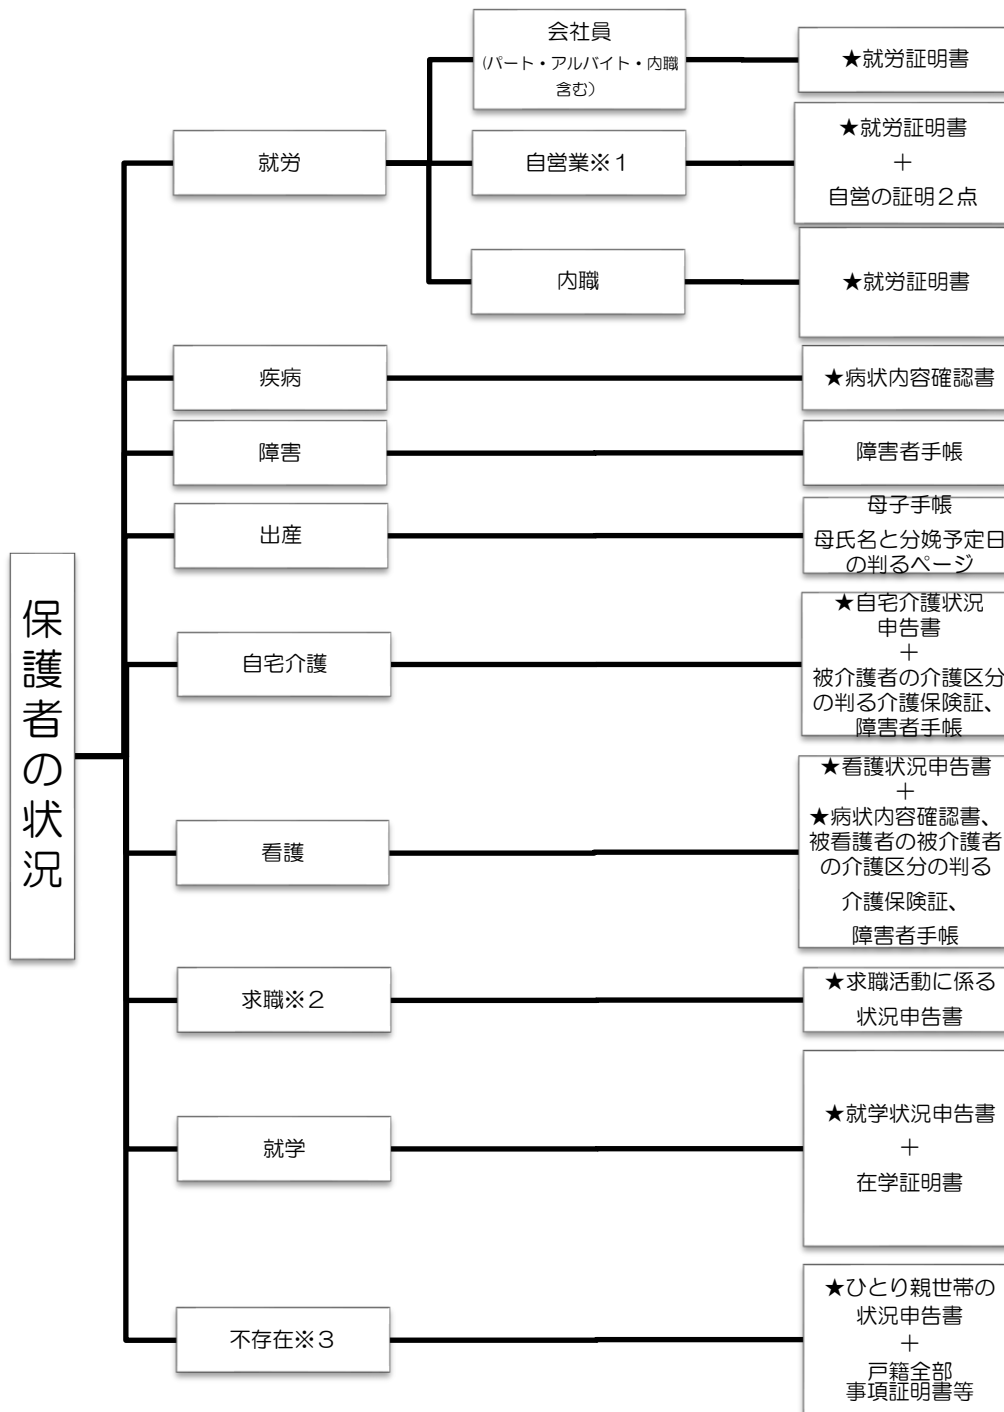 保護者の状況
就労
会社員
(パート・アルバイト・内職
含む)
★就労証明書
自営業※1
★就労証明書
+
自営の証明2点
内職
★就労証明書
疾病
★病状内容確認書
障害
障害者手帳
出産
母子手帳
母氏名と分娩予定日
の判るページ
自宅介護
★自宅介護状況
申告書
+
被介護者の介護区分
の判る介護保険証、
障害者手帳
看護
★看護状況申告書
+
★病状内容確認書、
被看護者の被介護者
の介護区分の判る
介護保険証、
障害者手帳
求職※2
★求職活動に係る
状況申告書
就学
★就学状況申告書
+
在学証明書
不存在※3
★ひとり親世帯の
状況申告書
+
戸籍全部
事項証明書等